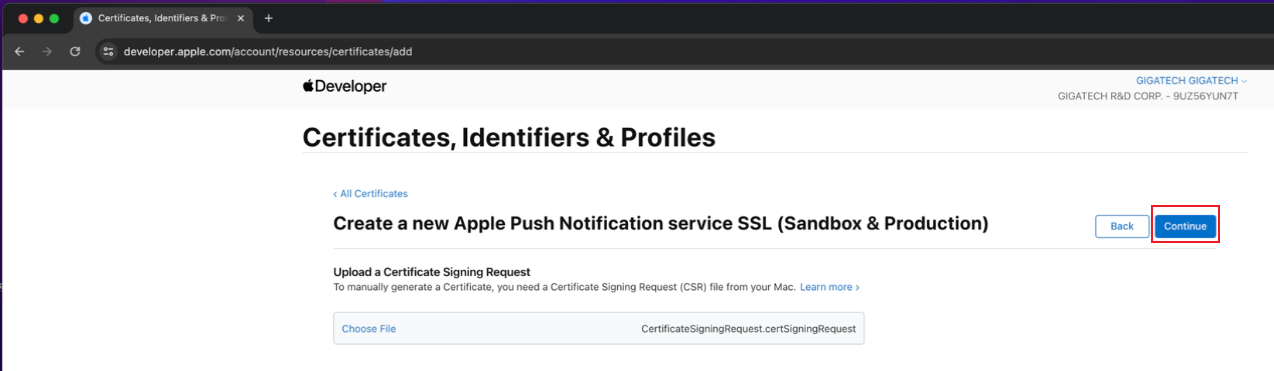 Certificates, Identifiers & Prof
developer.apple.com/account/resources/certificates/add
Developer
GIGATECH GIGATECH
GIGATECH R&D CORP. - 9UZ56YUN7T
Certificates, Identifiers & Profiles
‹ All Certificates
Create a new Apple Push Notification service SSL (Sandbox & Production)
Back
Continue
Upload a Certificate Signing Request
To manually generate a Certificate, you need a Certificate Signing Request (CSR) file from your Mac. Learn more ›
Choose File
CertificateSigningRequest.certSigningRequest